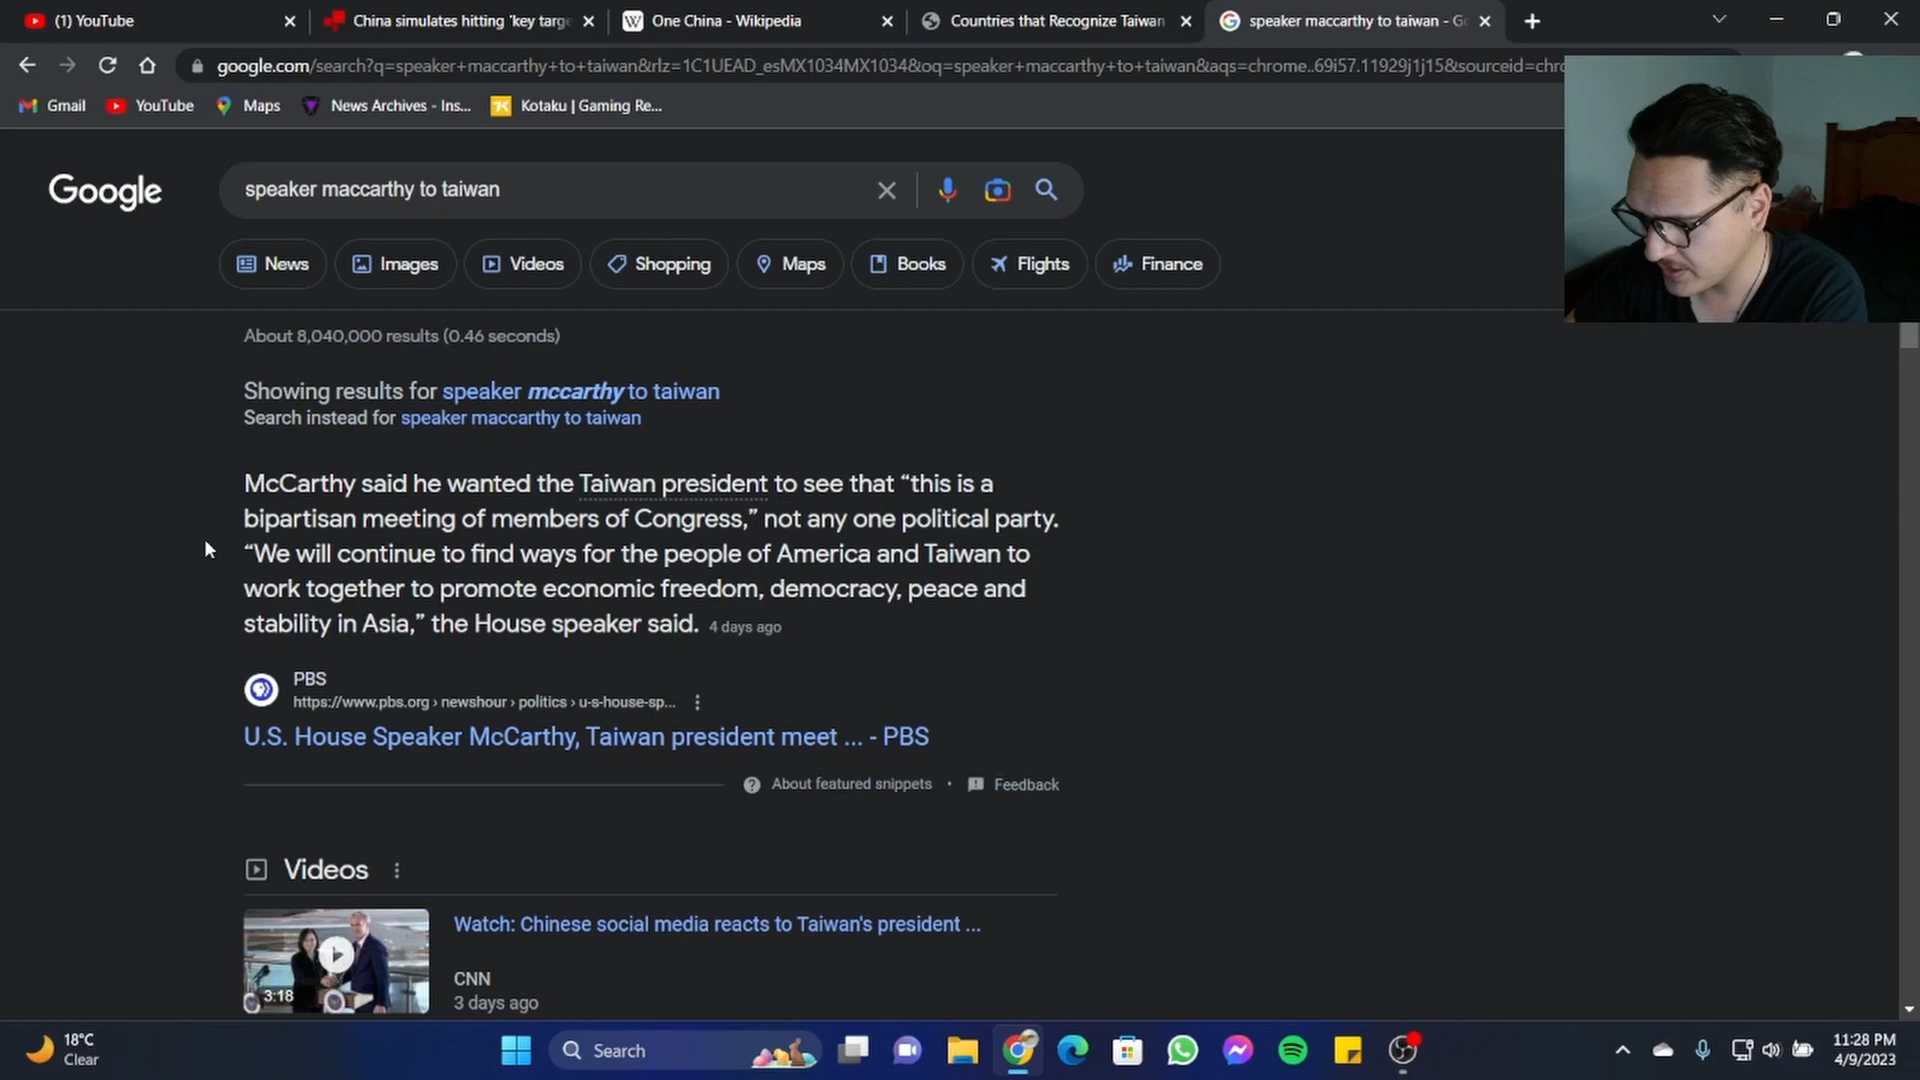 (1) YouTube
China simulates hitting 'key targe
One China - Wikipedia
Countries that Recognize Taiwan
speaker maccarthy to taiwan - Go
google.com/search?q=speaker+maccarthy+to+taiwan&rlz=1C1UEAD_esMX1034MX1034&oq=speaker+maccarthy+to+taiwan&aqs=chrome..69i57.11929j1j15&sourceid=chro
Gmail
YouTube
Maps
News Archives - Ins...
Kotaku | Gaming Re...
Google
speaker maccarthy to taiwan
News
Images
Videos
Shopping
Maps
Books
Flights
Finance
About 8,040,000 results (0.46 seconds)
Showing results for speaker mccarthy to taiwan
Search instead for speaker maccarthy to taiwan
McCarthy said he wanted the Taiwan president to see that “this is a
bipartisan meeting of members of Congress,” not any one political party.
“We will continue to find ways for the people of America and Taiwan to
work together to promote economic freedom, democracy, peace and
stability in Asia,” the House speaker said. 4 days ago
PBS
https://www.pbs.org › newshour › politics › u-s-house-sp...
U.S. House Speaker McCarthy, Taiwan president meet ... - PBS
About featured snippets • Feedback
Videos
Watch: Chinese social media reacts to Taiwan's president ...
CNN
3 days ago
3:18
18°C
Clear
Search
11:28 PM
4/9/2023